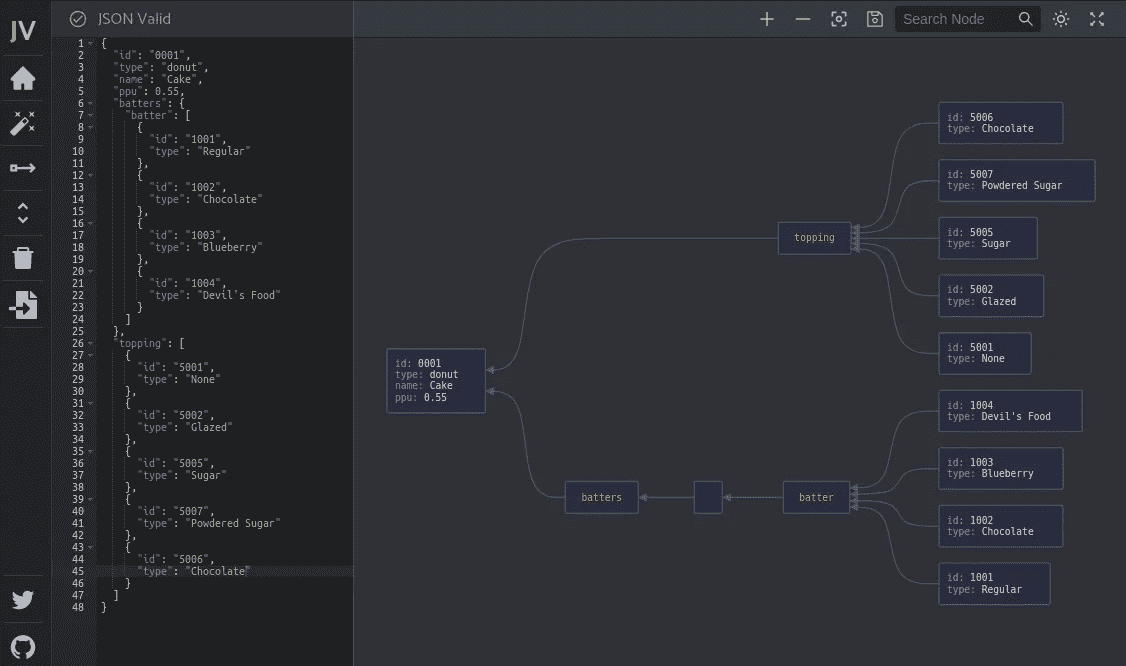 JV
JSON Valid
Search Node
1 {
2 "id": "0001",
3 "type": "donut",
4 "name": "Cake",
5 "ppu": 0.55,
6 "batters": {
7 "batter": [
8 {
9 "id": "1001",
10 "type": "Regular"
11 },
12 {
13 "id": "1002",
14 "type": "Chocolate"
15 },
16 {
17 "id": "1003",
18 "type": "Blueberry"
19 },
20 {
21 "id": "1004",
22 "type": "Devil's Food"
23 }
24 ]
25 },
26 "topping": [
27 {
28 "id": "5001",
29 "type": "None"
30 },
31 {
32 "id": "5002",
33 "type": "Glazed"
34 },
35 {
36 "id": "5005",
37 "type": "Sugar"
38 },
39 {
40 "id": "5007",
41 "type": "Powdered Sugar"
42 },
43 {
44 "id": "5006",
45 "type": "Chocolate"
46 }
47 ]
48 }
id: 0001
type: donut
name: Cake
ppu: 0.55
topping
batters
batter
id: 5006
type: Chocolate
id: 5007
type: Powdered Sugar
id: 5005
type: Sugar
id: 5002
type: Glazed
id: 5001
type: None
id: 1004
type: Devil's Food
id: 1003
type: Blueberry
id: 1002
type: Chocolate
id: 1001
type: Regular